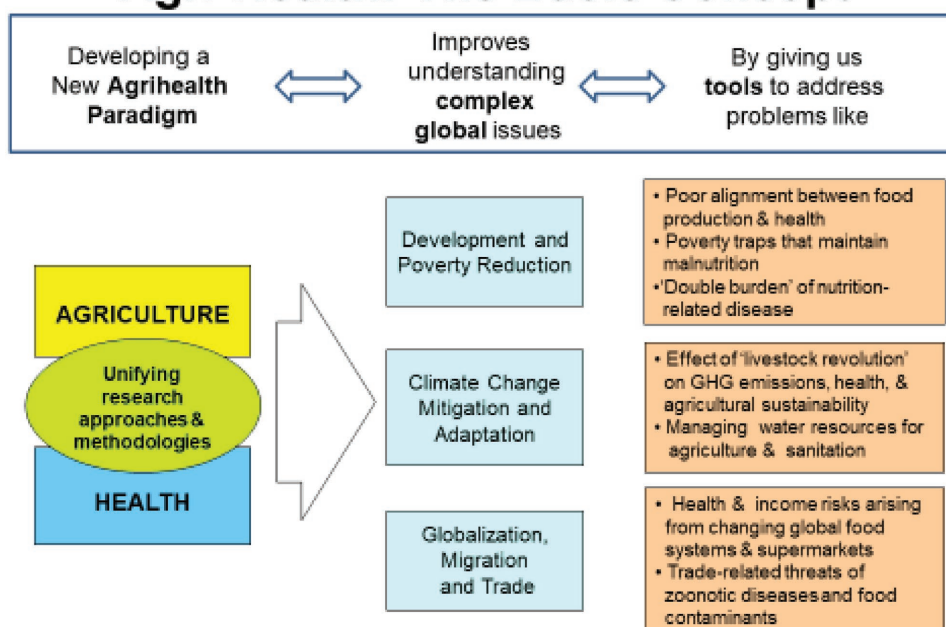 Developing a
New Agrihealth
Paradigm
Improves
understanding
complex
global issues
By giving us
tools to address
problems like
AGRICULTURE
Unifying
research
approaches &
methodologies
HEALTH
Development and
Poverty Reduction
• Poor alignment between food
production & health
• Poverty traps that maintain
malnutrition
• 'Double burden' of nutrition-
related disease
Climate Change
Mitigation and
Adaptation
• Effect of 'livestock revolution'
on GHG emissions, health, &
agricultural sustainability
• Managing water resources for
agriculture & sanitation
Globalization,
Migration
and Trade
• Health & income risks arising
from changing global food
systems & supermarkets
• Trade-related threats of
zoonotic diseases and food
contaminants